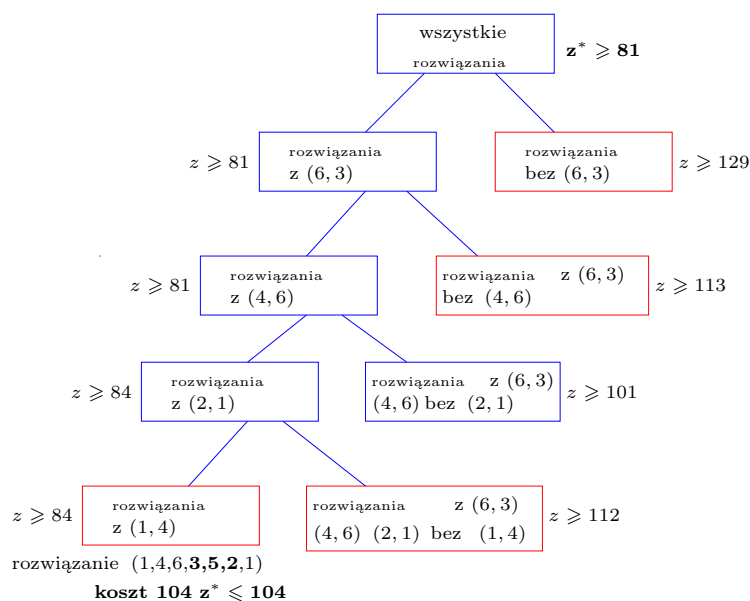 wszystkie
rozwiązania
z* ⩾ 81
z ⩾ 81
rozwiązania
z (6, 3)
rozwiązania
bez (6, 3)
z ⩾ 129
z ⩾ 81
rozwiązania
z (4, 6)
rozwiązania z (6, 3)
bez (4, 6)
z ⩾ 113
z ⩾ 84
rozwiązania
z (2, 1)
rozwiązania z (6, 3)
(4, 6) bez (2, 1)
z ⩾ 101
z ⩾ 84
rozwiązania
z (1, 4)
rozwiązania z (6, 3)
(4, 6) (2, 1) bez (1, 4)
z ⩾ 112
rozwiązanie (1,4,6,3,5,2,1)
koszt 104 z* ⩽ 104